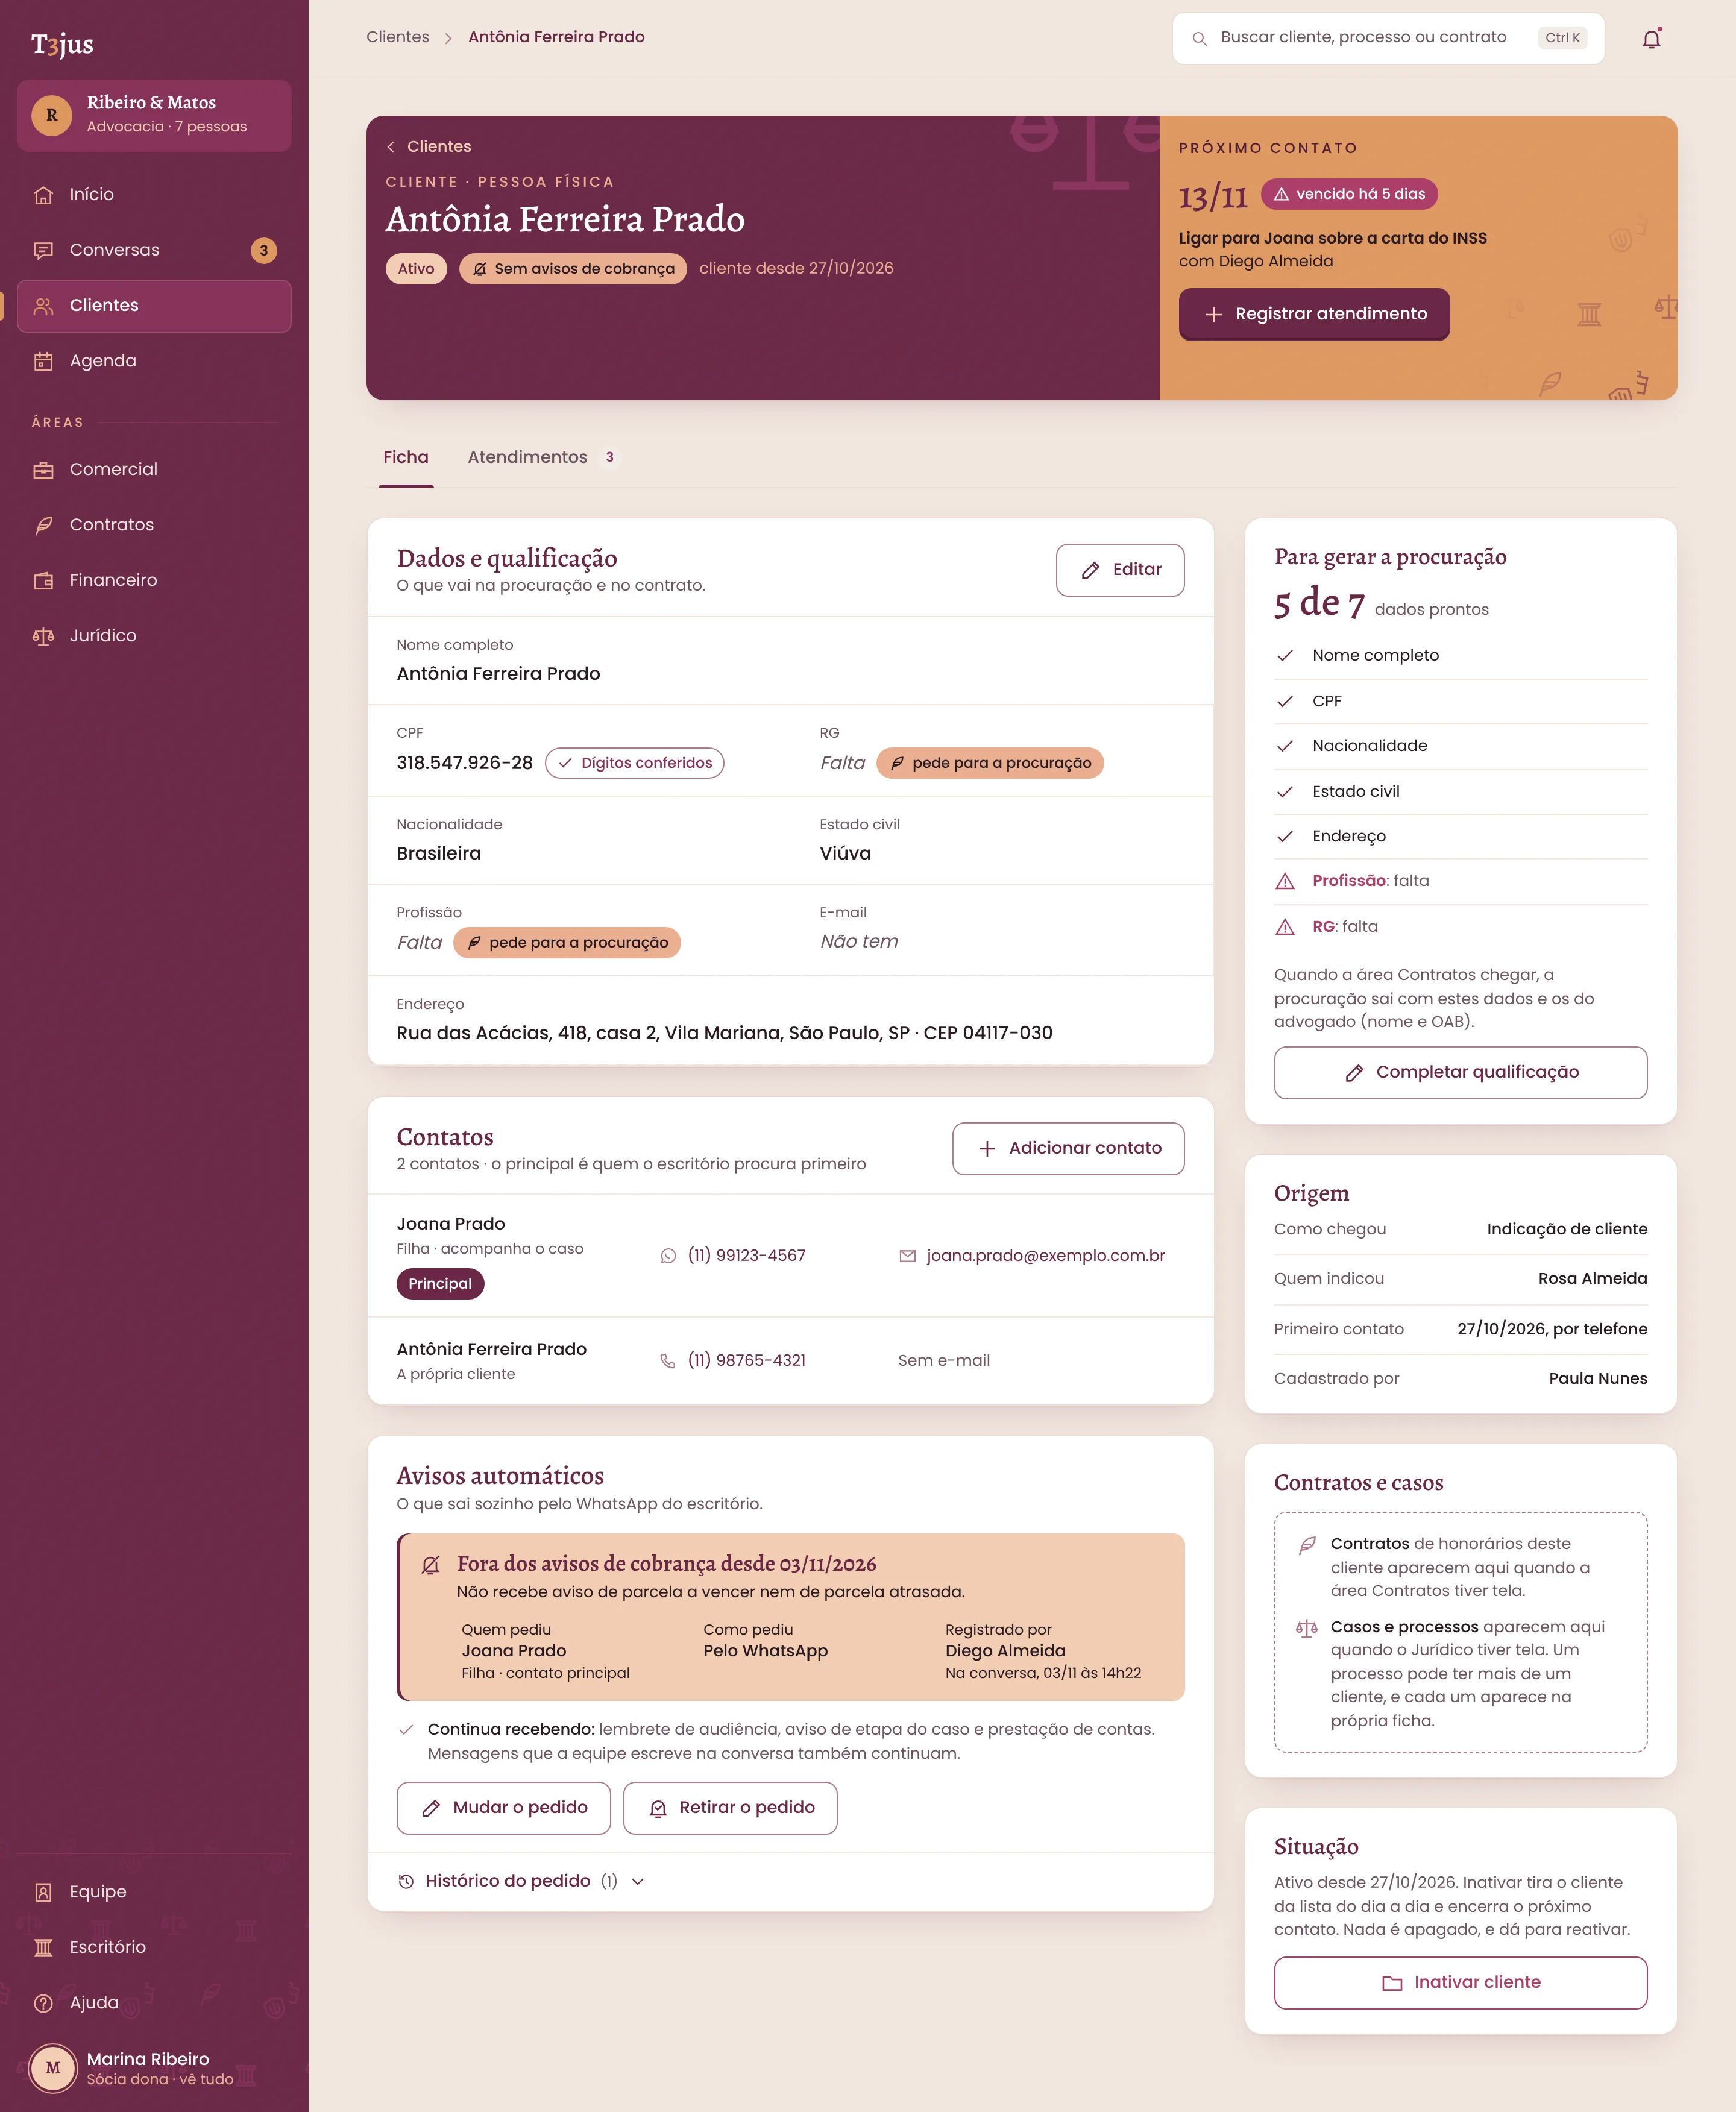 T3jus
R
Ribeiro & Matos
Advocacia · 7 pessoas
Início
Conversas
3
Clientes
Agenda
ÁREAS
Comercial
Contratos
Financeiro
Jurídico
Equipe
Escritório
Ajuda
M
Marina Ribeiro
Sócia dona · vê tudo
Clientes
Antônia Ferreira Prado
Buscar cliente, processo ou contrato
Ctrl K
Clientes
CLIENTE · PESSOA FÍSICA
Antônia Ferreira Prado
Ativo
Sem avisos de cobrança
cliente desde 27/10/2026
PRÓXIMO CONTATO
13/11
vencido há 5 dias
Ligar para Joana sobre a carta do INSS
com Diego Almeida
Registrar atendimento
Ficha
Atendimentos
3
Dados e qualificação
O que vai na procuração e no contrato.
Editar
Nome completo
Antônia Ferreira Prado
CPF
318.547.926-28
Dígitos conferidos
RG
Falta
pede para a procuração
Nacionalidade
Brasileira
Estado civil
Viúva
Profissão
Falta
pede para a procuração
E-mail
Não tem
Endereço
Rua das Acácias, 418, casa 2, Vila Mariana, São Paulo, SP · CEP 04117-030
Contatos
2 contatos · o principal é quem o escritório procura primeiro
Adicionar contato
Joana Prado
Filha · acompanha o caso
Principal
(11) 99123-4567
joana.prado@exemplo.com.br
Antônia Ferreira Prado
A própria cliente
(11) 98765-4321
Sem e-mail
Avisos automáticos
O que sai sozinho pelo WhatsApp do escritório.
Fora dos avisos de cobrança desde 03/11/2026
Não recebe aviso de parcela a vencer nem de parcela atrasada.
Quem pediu
Joana Prado
Filha · contato principal
Como pediu
Pelo WhatsApp
Registrado por
Diego Almeida
Na conversa, 03/11 às 14h22
Continua recebendo: lembrete de audiência, aviso de etapa do caso e prestação de contas.
Mensagens que a equipe escreve na conversa também continuam.
Mudar o pedido
Retirar o pedido
Histórico do pedido (1)
Para gerar a procuração
5 de 7 dados prontos
Nome completo
CPF
Nacionalidade
Estado civil
Endereço
Profissão: falta
RG: falta
Quando a área Contratos chegar, a
procuração sai com estes dados e os do
advogado (nome e OAB).
Completar qualificação
Origem
Como chegou
Indicação de cliente
Quem indicou
Rosa Almeida
Primeiro contato
27/10/2026, por telefone
Cadastrado por
Paula Nunes
Contratos e casos
Contratos de honorários deste
cliente aparecem aqui quando a
área Contratos tiver tela.
Casos e processos aparecem aqui
quando o Jurídico tiver tela. Um
processo pode ter mais de um
cliente, e cada um aparece na
própria ficha.
Situação
Ativo desde 27/10/2026. Inativar tira o cliente
da lista do dia a dia e encerra o próximo
contato. Nada é apagado, e dá para reativar.
Inativar cliente